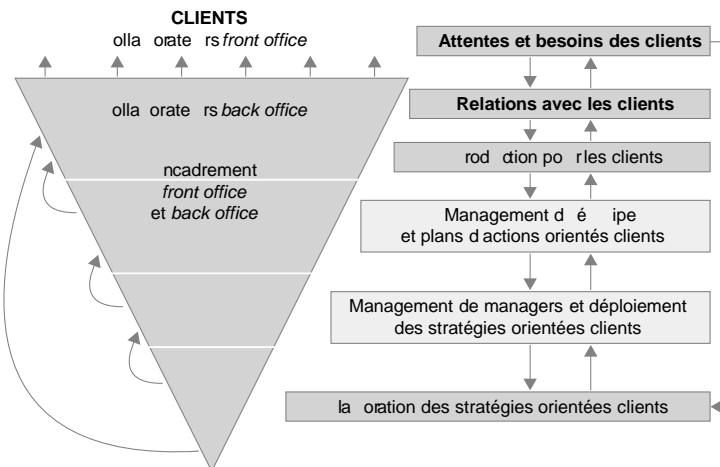 CLIENTS
olla orate rs front office
olla orate rs back office
ncadrement
front office
et back office
Attentes et besoins des clients
Relations avec les clients
rod ction po r les clients
Management d é ipe
et plans d actions orientés clients
Management de managers et déploiement
des stratégies orientées clients
la oration des stratégies orientées clients